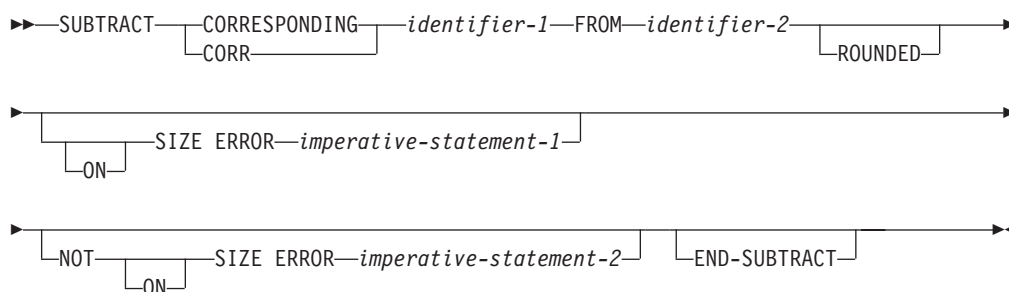 SUBTRACT CORRESPONDING identifier-1 FROM identifier-2
CORR ROUNDED
SIZE ERROR imperative-statement-1
ON
NOT SIZE ERROR imperative-statement-2 END-SUBTRACT
ON